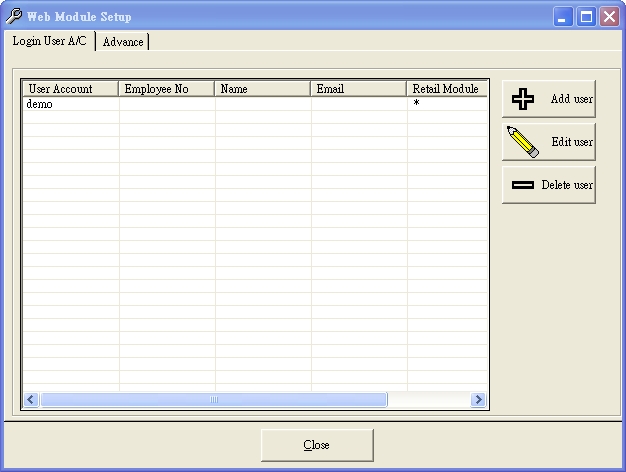 Web Module Setup
Login User A/C Advance
User Account Employee No Name Email Retail Module
demo *
Add user
Edit user
Delete user
Close